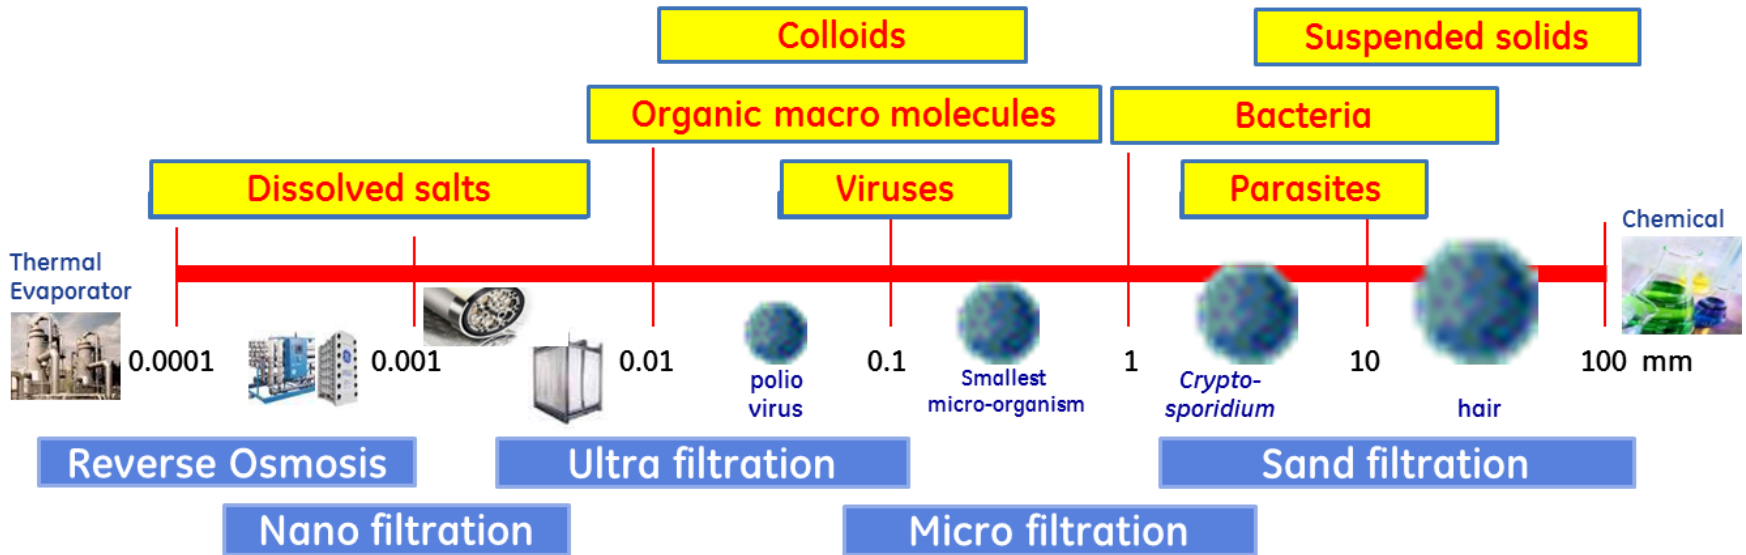 Colloids
Suspended solids
Organic macro molecules
Bacteria
Dissolved salts
Viruses
Parasites
Chemical
Thermal
Evaporator
0.0001
0.001
0.01
0.1
1
10
100 mm
polio
virus
Smallest
micro-organism
Crypto-
sporidium
hair
Reverse Osmosis
Ultra filtration
Sand filtration
Nano filtration
Micro filtration